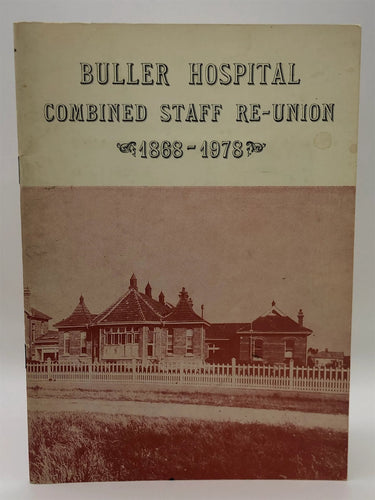 BULLER HOSPITAL
COMBINED STAFF RE-UNION
1868-1978